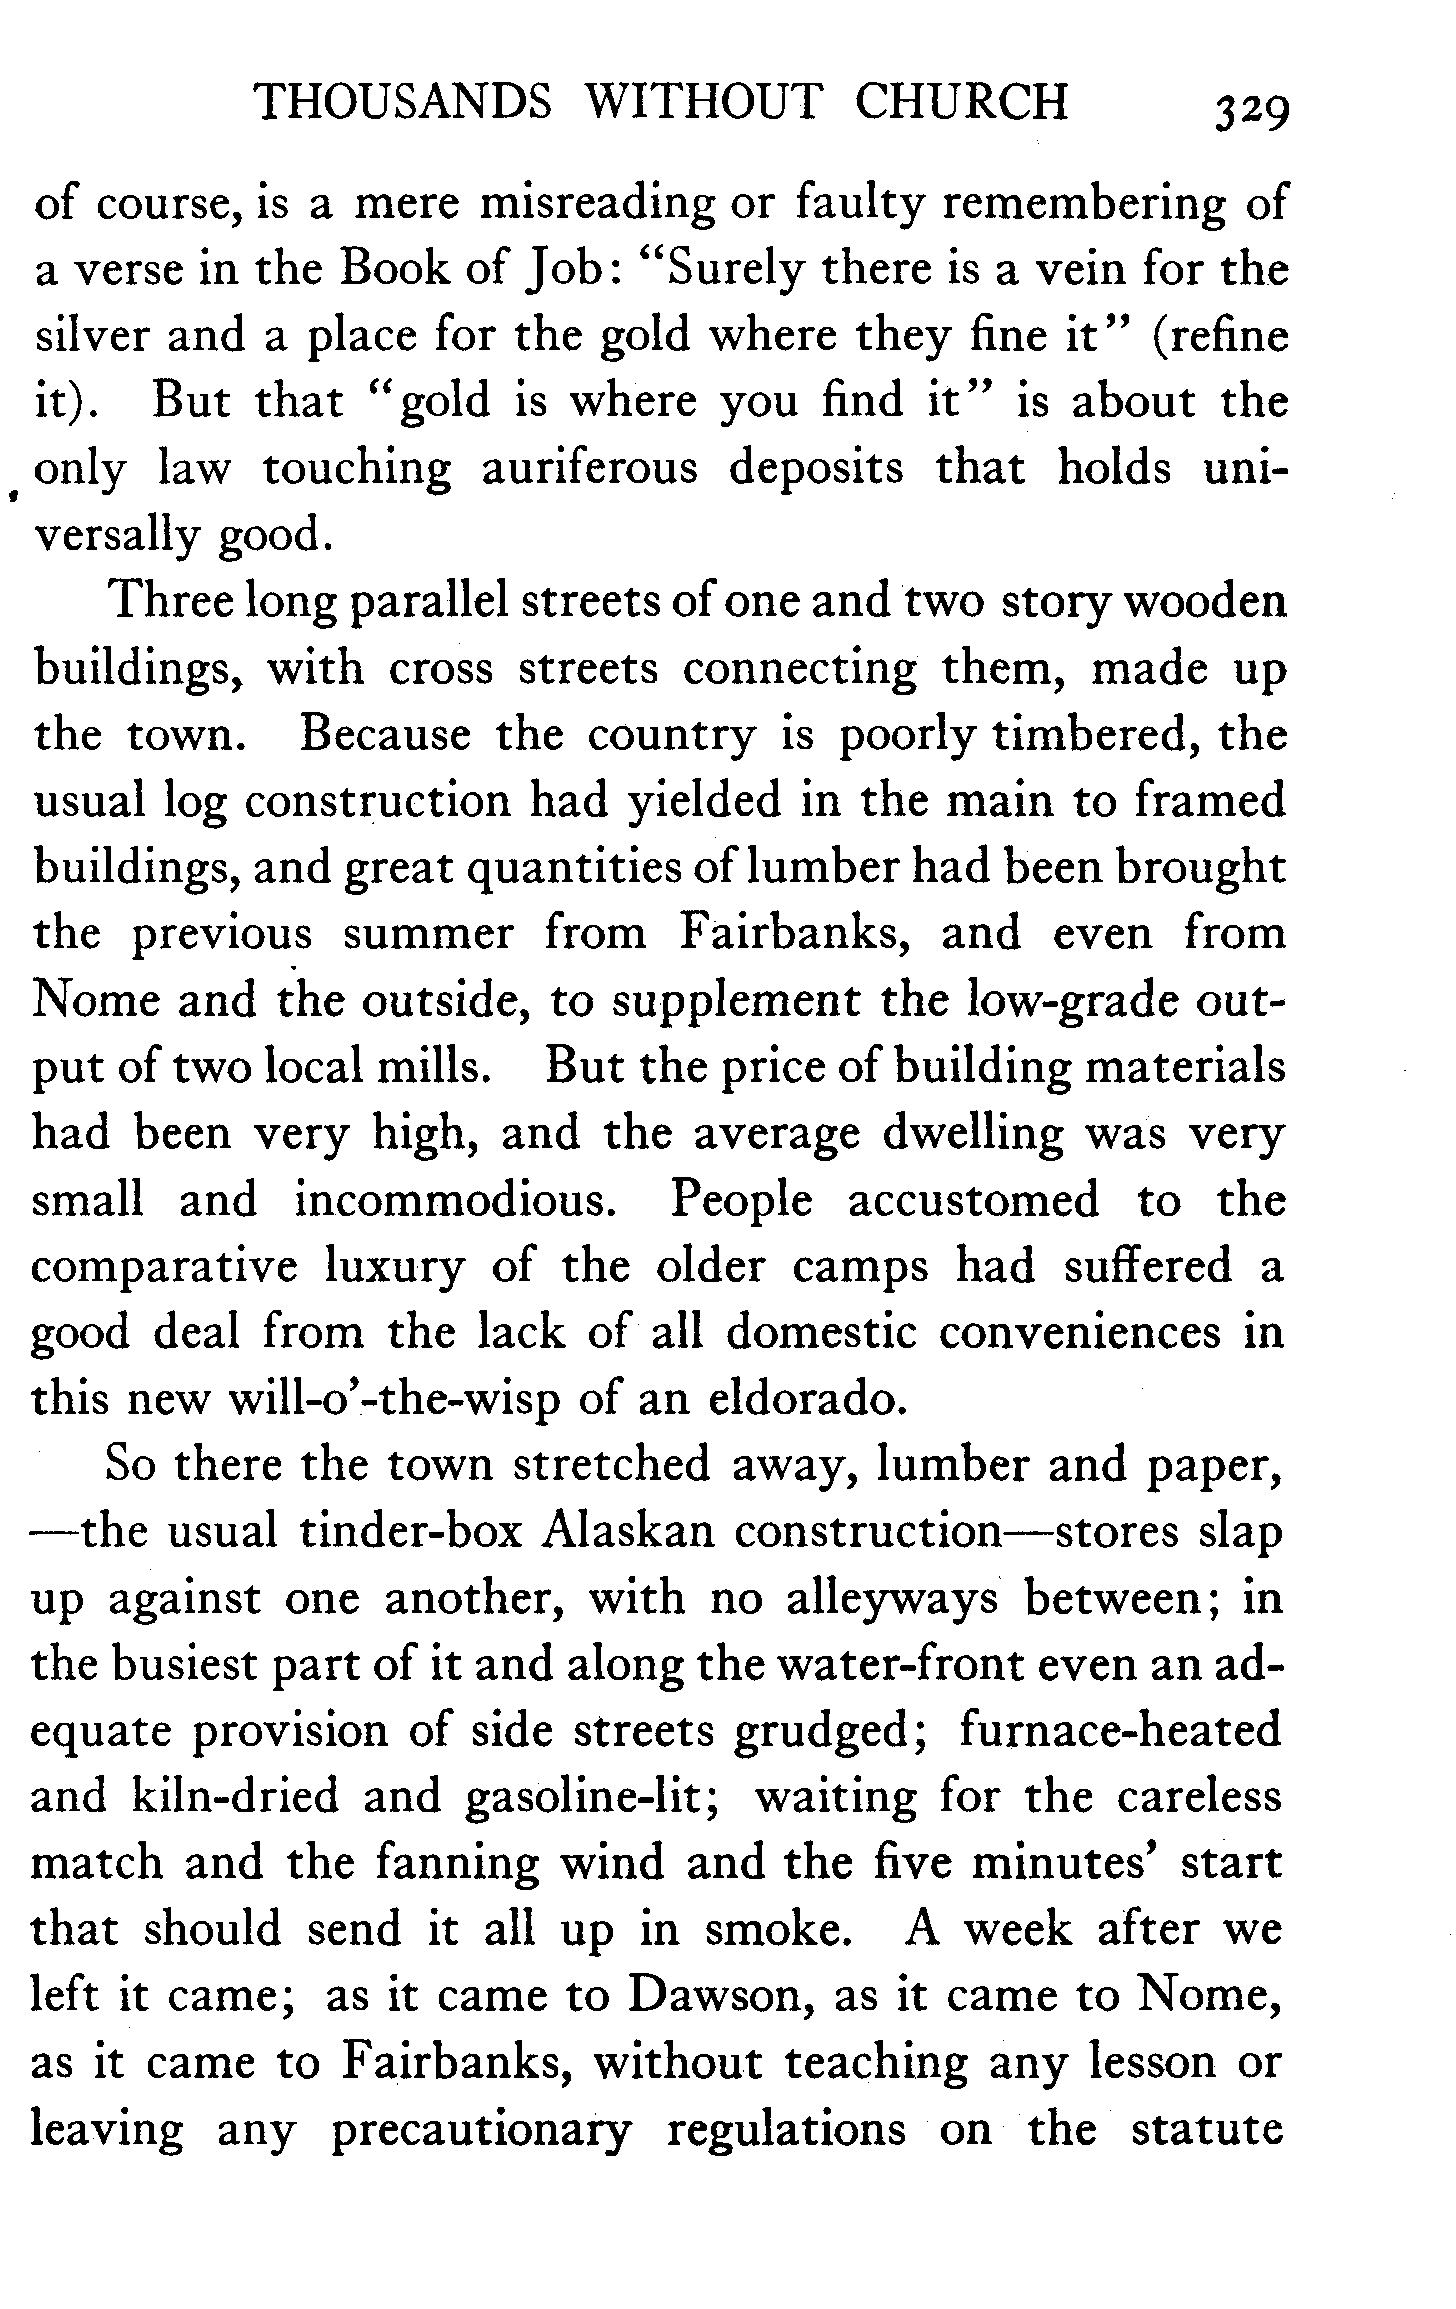 THOUSANDS WITHOUT CHURCH 329
of course, is a mere misreading or faulty remembering of
a verse in the Book of Job: “Surely there is a vein for the
silver and a place for the gold where they fine it” (refine
it). But that “gold is where you find it” is about the
only law touching auriferous deposits that holds uni-
versally good.
Three long parallel streets of one and two story wooden
buildings, with cross streets connecting them, made up
the town. Because the country is poorly timbered, the
usual log construction had yielded in the main to framed
buildings, and great quantities of lumber had been brought
the previous summer from Fairbanks, and even from
Nome and the outside, to supplement the low-grade out-
put of two local mills. But the price of building materials
had been very high, and the average dwelling was very
small and incommodious. People accustomed to the
comparative luxury of the older camps had suffered a
good deal from the lack of all domestic conveniences in
this new will-o’-the-wisp of an eldorado.
So there the town stretched away, lumber and paper,
—the usual tinder-box Alaskan construction—stores slap
up against one another, with no alleyways between; in
the busiest part of it and along the water-front even an ad-
equate provision of side streets grudged; furnace-heated
and kiln-dried and gasoline-lit; waiting for the careless
match and the fanning wind and the five minutes’ start
that should send it all up in smoke. A week after we
left it came; as it came to Dawson, as it came to Nome,
as it came to Fairbanks, without teaching any lesson or
leaving any precautionary regulations on the statute